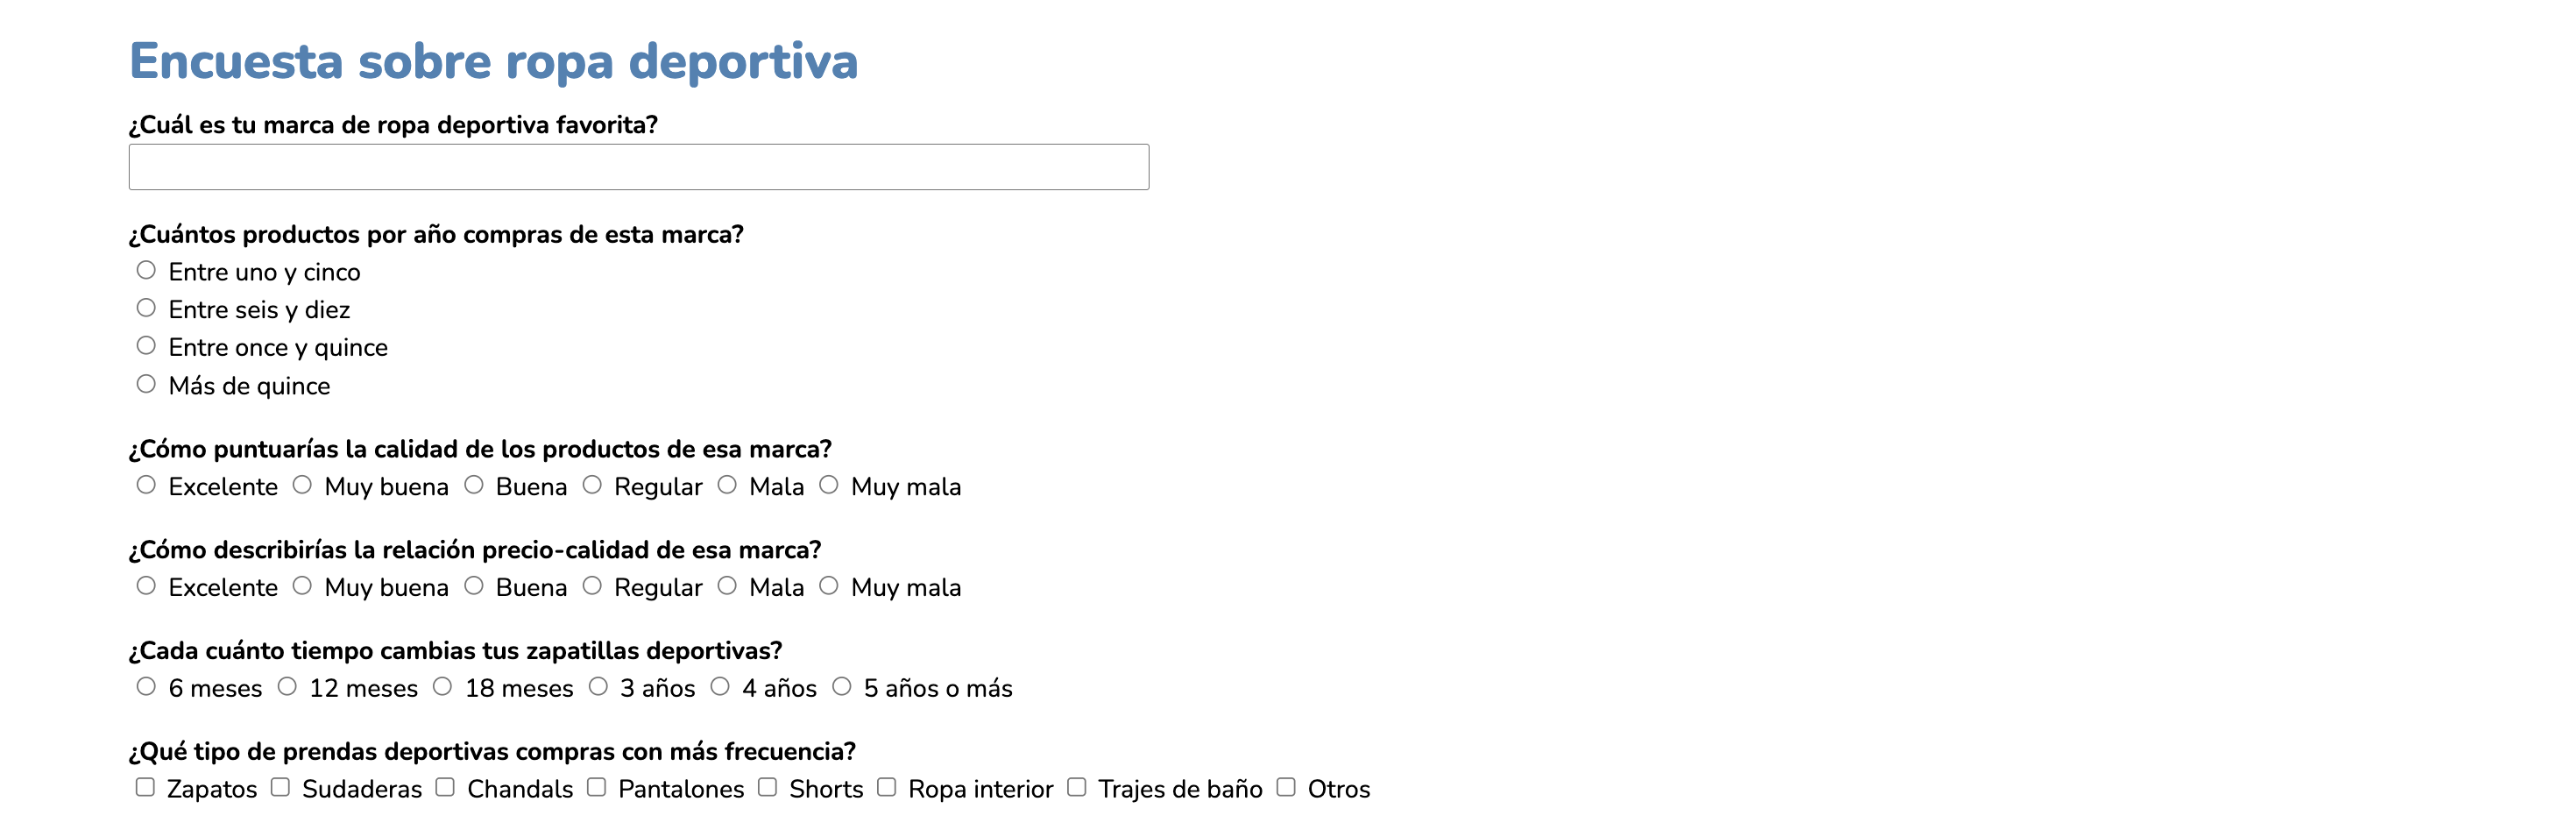 Encuesta sobre ropa deportiva
¿Cuál es tu marca de ropa deportiva favorita?
¿Cuántos productos por año compras de esta marca?
Entre uno y cinco
Entre seis y diez
Entre once y quince
Más de quince
¿Cómo puntuarías la calidad de los productos de esa marca?
Excelente Muy buena Buena Regular Mala Muy mala
¿Cómo describirías la relación precio-calidad de esa marca?
Excelente Muy buena Buena Regular Mala Muy mala
¿Cada cuánto tiempo cambias tus zapatillas deportivas?
6 meses 12 meses 18 meses 3 años 4 años 5 años o más
¿Qué tipo de prendas deportivas compras con más frecuencia?
Zapatos Sudaderas Chandals Pantalones Shorts Ropa interior Trajes de baño Otros